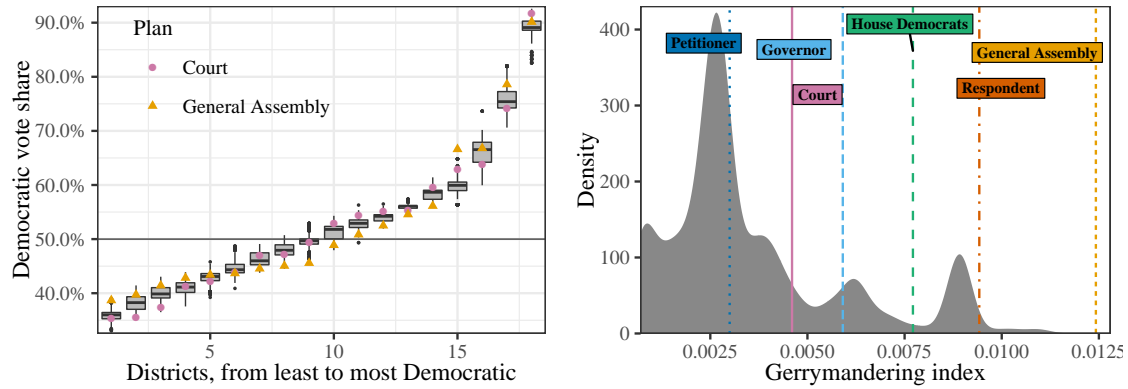 90.0%
80.0%
70.0%
60.0%
50.0%
40.0%
Democratic vote share
Plan
Court
General Assembly
5
10
15
Districts, from least to most Democratic
400
300
200
100
0
Density
Petitioner
Governor
Court
House Democrats
Respondent
General Assembly
0.0025
0.0050
0.0075
0.0100
0.0125
Gerrymandering index